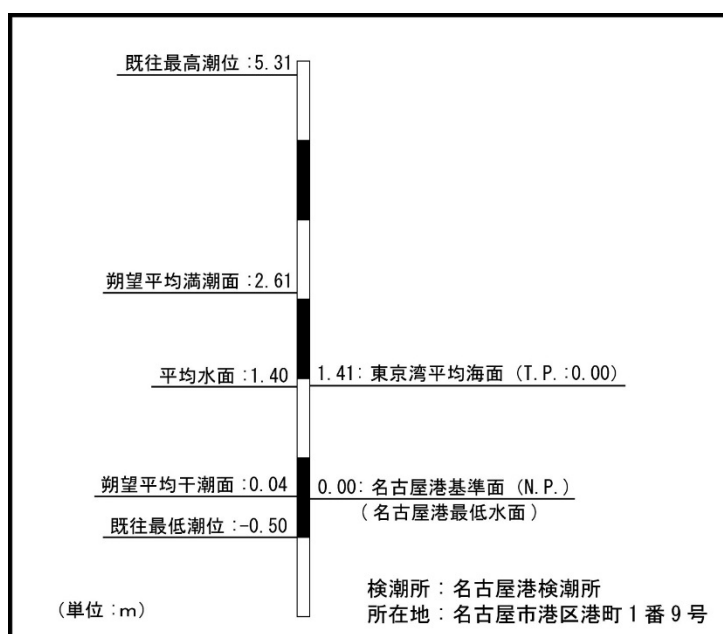 既往最高潮位:5.31
朔望平均満潮面:2.61
平均水面:1.40
1.41: 東京湾平均海面 (T.P.:0.00)
朔望平均干潮面:0.04
0.00: 名古屋港基準面 (N.P.)
(名古屋港最低水面)
既往最低潮位:-0.50
(単位:m)
検潮所:名古屋港検潮所
所在地:名古屋市港区港町1番9号